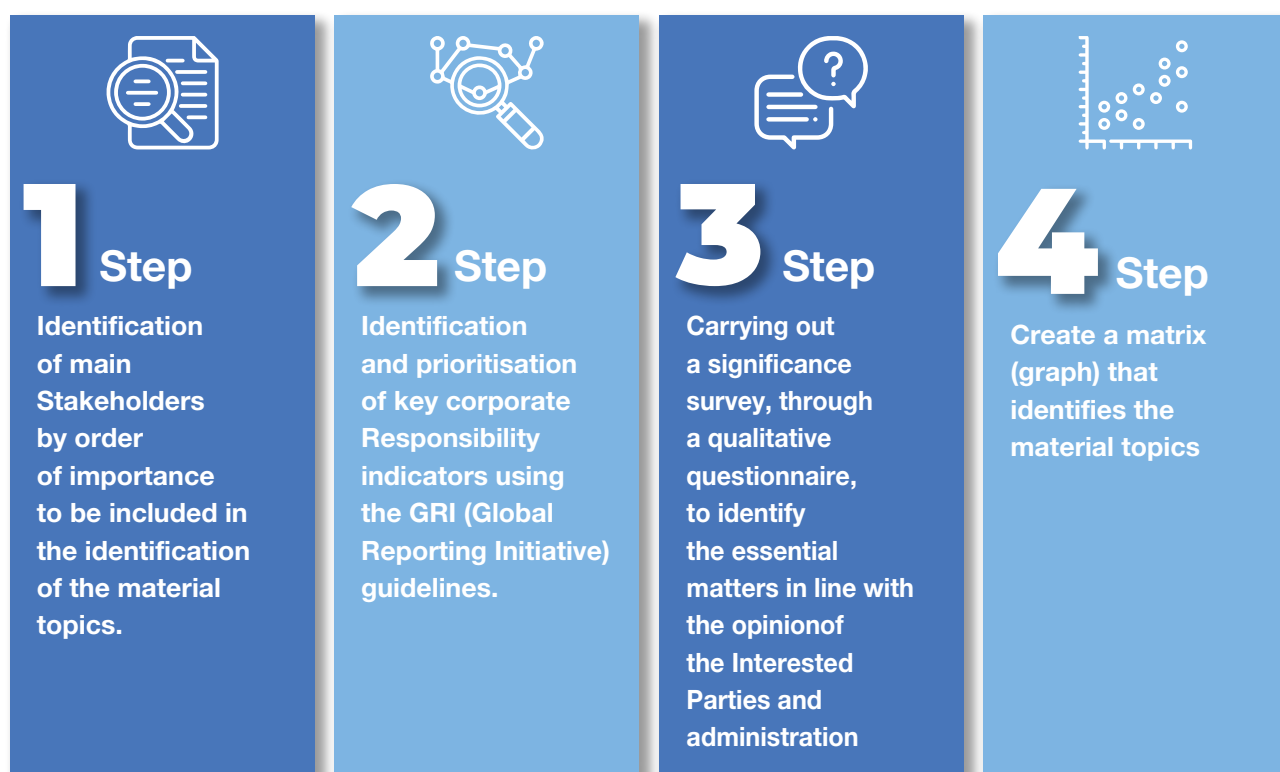 1 Step
Identification
of main
Stakeholders
by order
of importance
to be included in
the identification
of the material
topics.
2 Step
Identification
and prioritisation
of key corporate
Responsibility
indicators using
the GRI (Global
Reporting Initiative)
guidelines.
3 Step
Carrying out
a significance
survey, through
a qualitative
questionnaire,
to identify
the essential
matters in line with
the opinionof
the Interested
Parties and
administration
4 Step
Create a matrix
(graph) that
identifies the
material topics
?